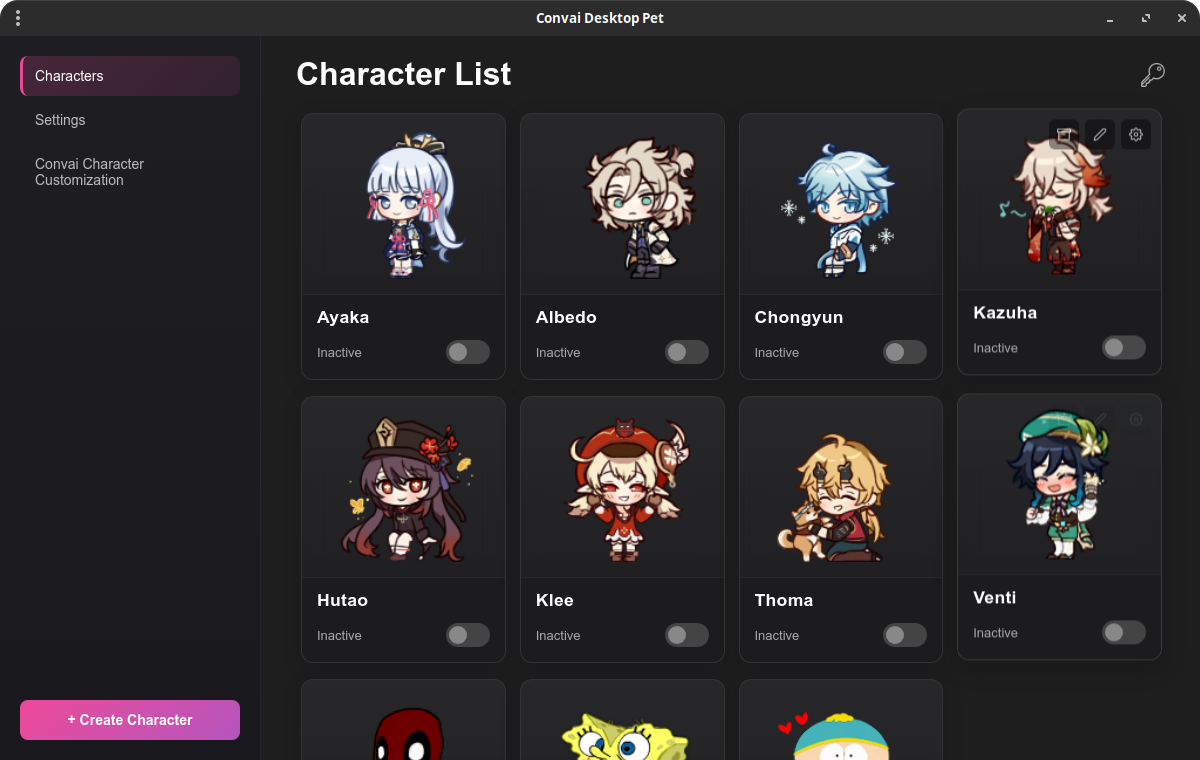 Convai Desktop Pet
Characters
Settings
Convai Character
Customization
+ Create Character
Character List
Ayaka
Inactive
Albedo
Inactive
Chongyun
Inactive
Kazuha
Inactive
Hutao
Inactive
Klee
Inactive
Thoma
Inactive
Venti
Inactive